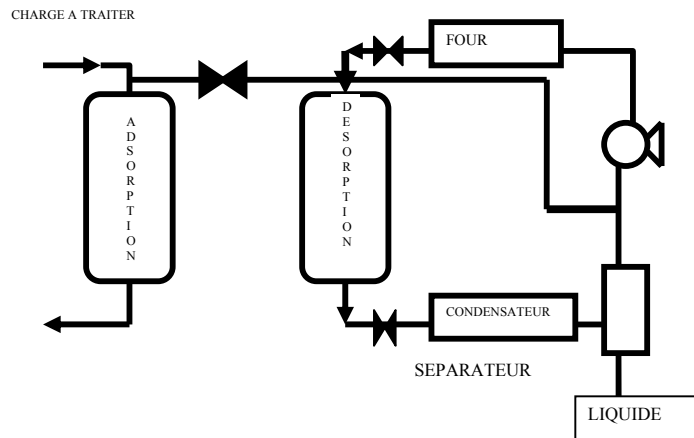 CHARGE A TRAITER
FOUR
ADSORPTION
DESORPTION
CONDENSATEUR
SEPARATEUR
LIQUIDE